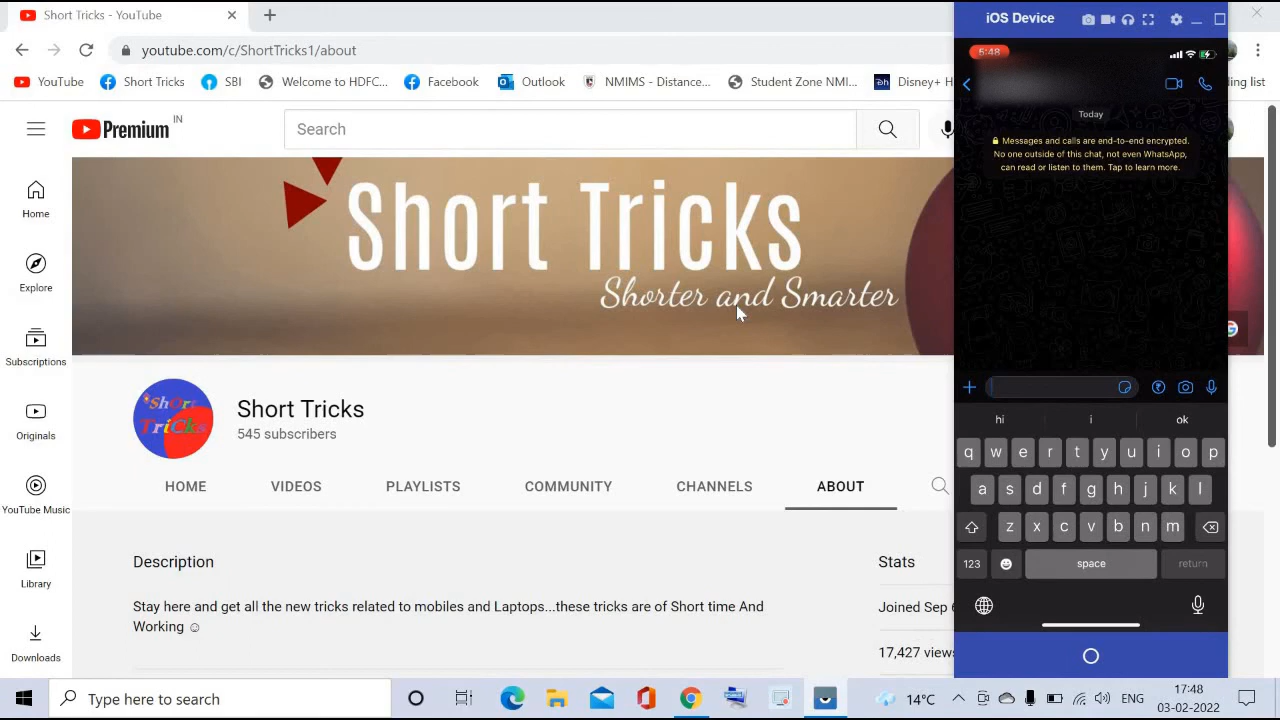 Short Tricks - YouTube
youtube.com/c/ShortTricks1/about
YouTube Short Tricks SBI Welcome to HDFC... Facebook Outlook NMIMS - Distance... Student Zone NMI... Disney+ H ding list
Premium IN
Search
Short Tricks
Shorter and Smarter
Home
Explore
Subscriptions
Originals
YouTube Music
Library
Downloads
Short Tricks
Short Tricks
545 subscribers
HOME VIDEOS PLAYLISTS COMMUNITY CHANNELS ABOUT
Description
Stay here and get all the new tricks related to mobiles and Laptops...these tricks are of Short time And
Working ☺
Stats
Joined Sep
17,427 views
iOS Device
5:48
Today
Messages and calls are end-to-end encrypted.
No one outside of this chat, not even WhatsApp,
can read or listen to them. Tap to learn more.
hi i ok
q w e r t y u i o p
a s d f g h j k l
z x c v b n m
123 space return
Type here to search
14°C ENG 17:48
03-02-2022